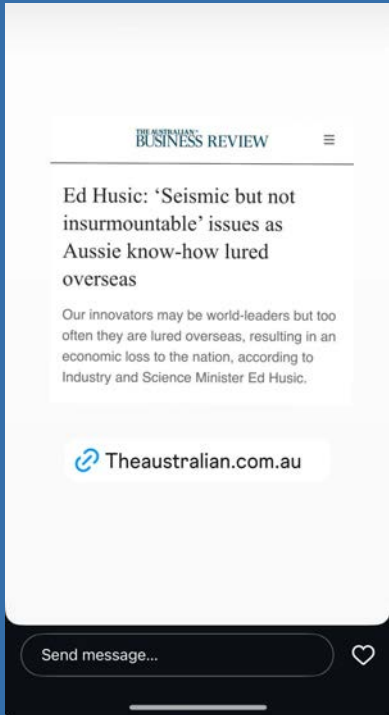 THE AUSTRALIAN*
BUSINESS REVIEW
Ed Husic: ‘Seismic but not
insurmountable’ issues as
Aussie know-how lured
overseas
Our innovators may be world-leaders but too
often they are lured overseas, resulting in an
economic loss to the nation, according to
Industry and Science Minister Ed Husic.
Theaustralian.com.au
Send message...